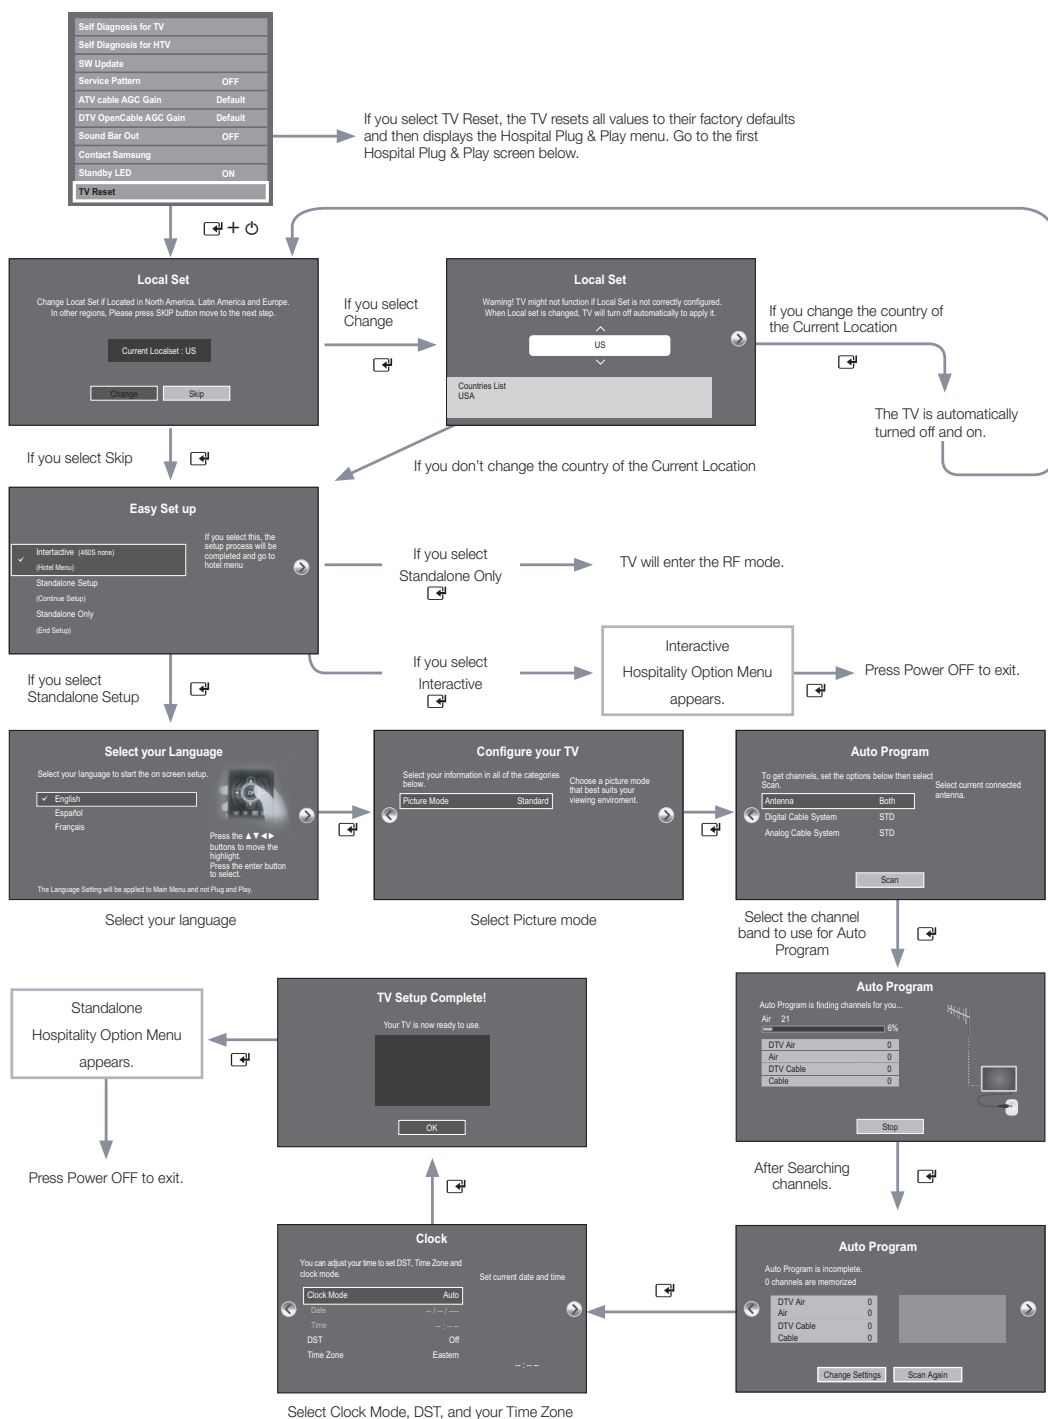 Self Diagnosis for TV
Self Diagnosis for HTV
SW Update
Service Pattern OFF
ATV cable AGC Gain Default
DTV OpenCable AGC Gain Default
Sound Bar Out OFF
Contact Samsung
Standby LED ON
TV Reset
If you select TV Reset, the TV resets all values to their factory defaults
and then displays the Hospital Plug & Play menu. Go to the first
Hospital Plug & Play screen below.
+
Local Set
Change Locat Set if Located in North America, Latin America and Europe.
In other regions, Please press SKIP button move to the next step.
Current Localset : US
Change Skip
If you select
Change
Local Set
Warning! TV might not function if Local Set is not correctly configured.
When Local set is changed, TV will turn off automatically to apply it.
US
Countries List
USA
If you change the country of
the Current Location
The TV is automatically
turned off and on.
If you select Skip
If you don't change the country of the Current Location
Easy Set up
Intertactive (460S none)
(Hotel Menu)
Standalone Setup
(Continue Setup)
Standalone Only
(End Setup)
If you select this, the
setup process will be
completed and go to
hotel menu
If you select
Standalone Only
TV will enter the RF mode.
If you select
Interactive
Interactive
Hospitality Option Menu
appears.
Press Power OFF to exit.
If you select
Standalone Setup
Select your Language
Select your language to start the on screen setup.
✓ English
Español
Français
Press the ▲▼◄►
buttons to move the
highlight.
Press the enter button
to select.
The Language Setting will be applied to Main Menu and not Plug and Play.
Select your language
Configure your TV
Select your information in all of the categories
below.
Picture Mode Standard
Choose a picture mode
that best suits your
viewing enviroment.
Select Picture mode
Auto Program
To get channels, set the options below then select
Scan.
Antenna Both
Digital Cable System STD
Analog Cable System STD
Select current connected
antenna.
Scan
Select the channel
band to use for Auto
Program
Auto Program
Auto Program is finding channels for you...
Air 21
6%
DTV Air 0
Air 0
DTV Cable 0
Cable 0
Stop
After Searching
channels.
Auto Program
Auto Program is incomplete.
0 channels are memorized
DTV Air 0
Air 0
DTV Cable 0
Cable 0
Change Settings Scan Again
Clock
You can adjust your time to set DST, Time Zone and
clock mode.
Clock Mode Auto
Date -- / -- / ----
Time -- : -- --
DST Off
Time Zone Eastern
Set current date and time
-- : -- --
Select Clock Mode, DST, and your Time Zone
TV Setup Complete!
Your TV is now ready to use.
OK
Standalone
Hospitality Option Menu
appears.
Press Power OFF to exit.